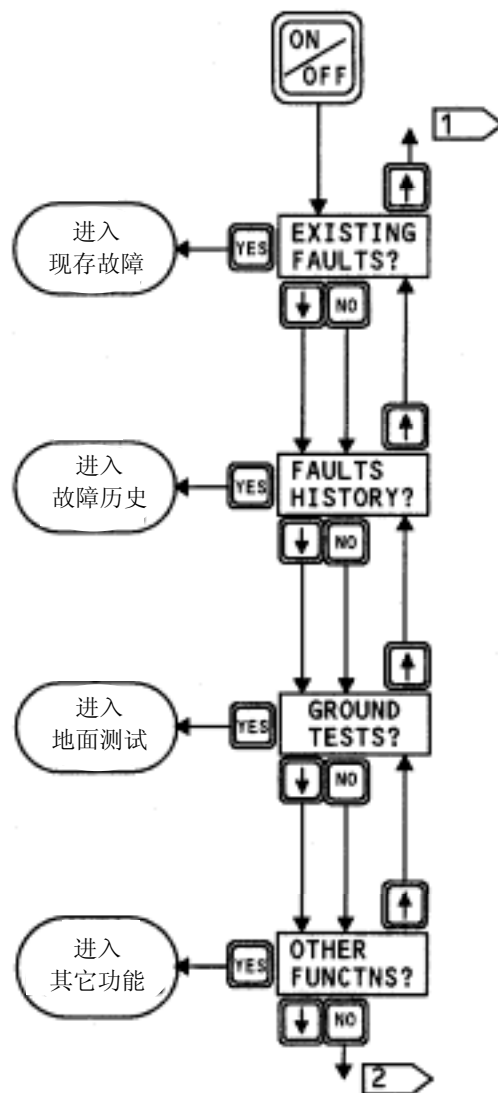 ON
OFF
1
↑
进入
现存故障
YES
EXISTING
FAULTS?
↓ NO
↑
进入
故障历史
YES
FAULTS
HISTORY?
↓ NO
↑
进入
地面测试
YES
GROUND
TESTS?
↓ NO
↑
进入
其它功能
YES
OTHER
FUNCTNS?
↓ NO
2